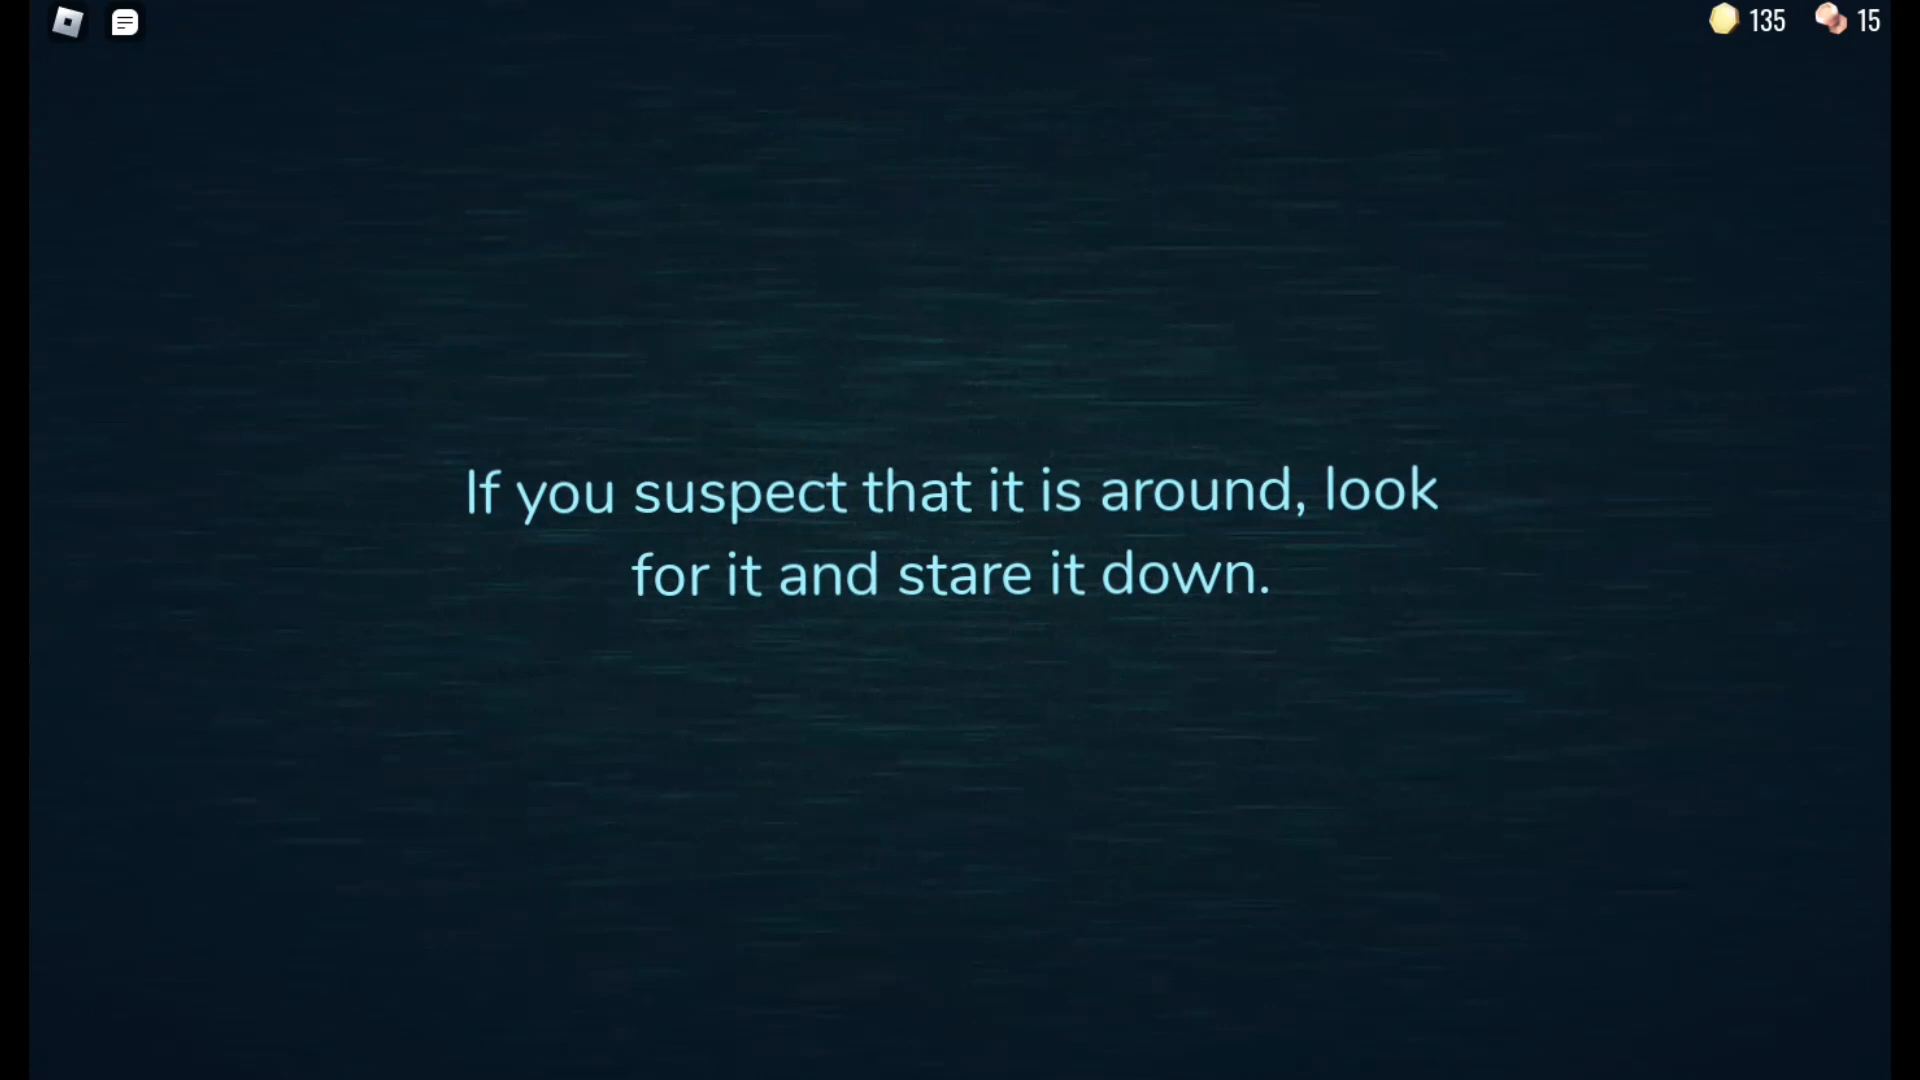 135 15
If you suspect that it is around, look
for it and stare it down.